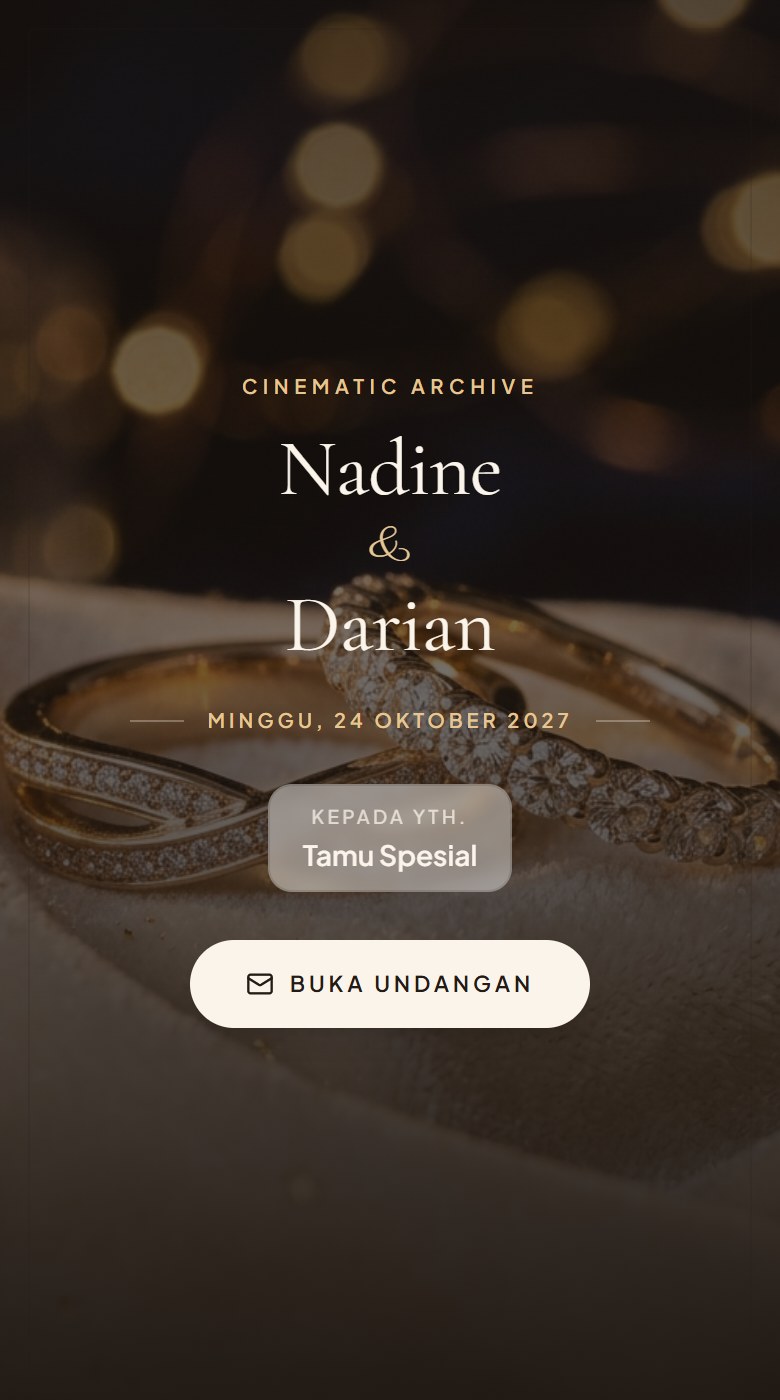 CINEMATIC ARCHIVE
Nadine
&
Darian
MINGGU, 24 OKTOBER 2027
KEPADA YTH.
Tamu Spesial
BUKA UNDANGAN